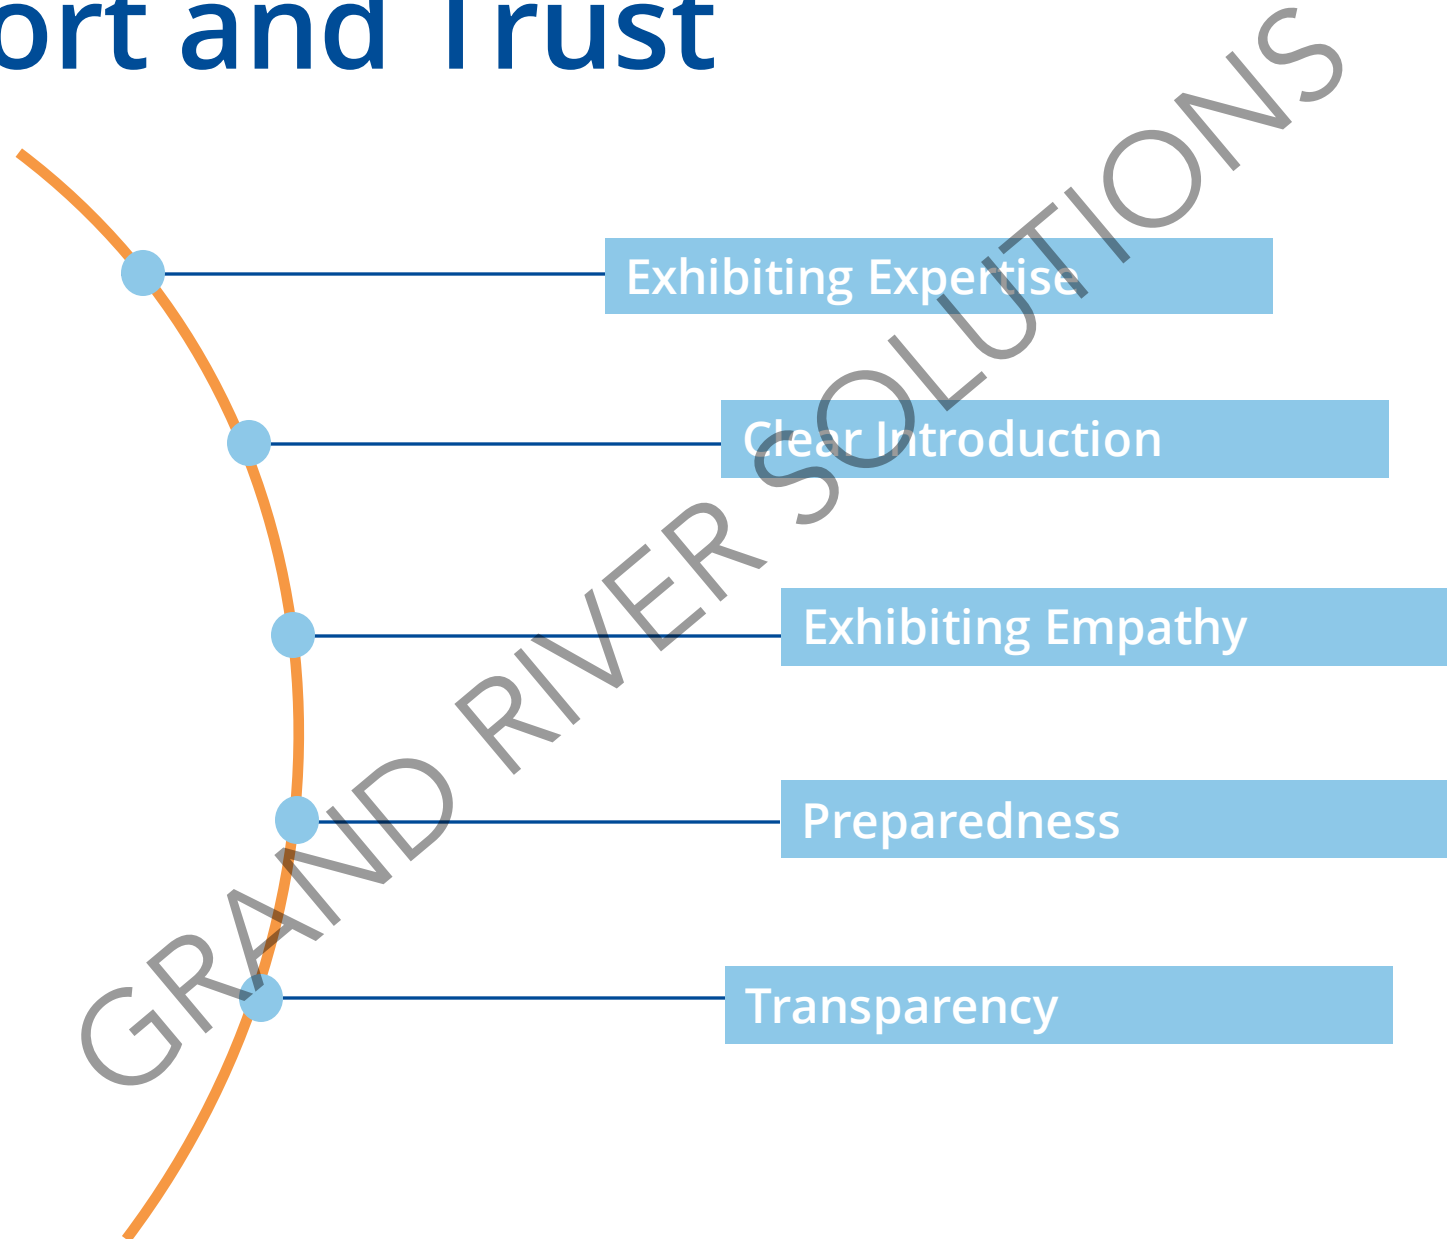 ort and Trust
Exhibiting Expertise
Clear Introduction
Exhibiting Empathy
Preparedness
Transparency
GRAND RIVER SOLUTIONS